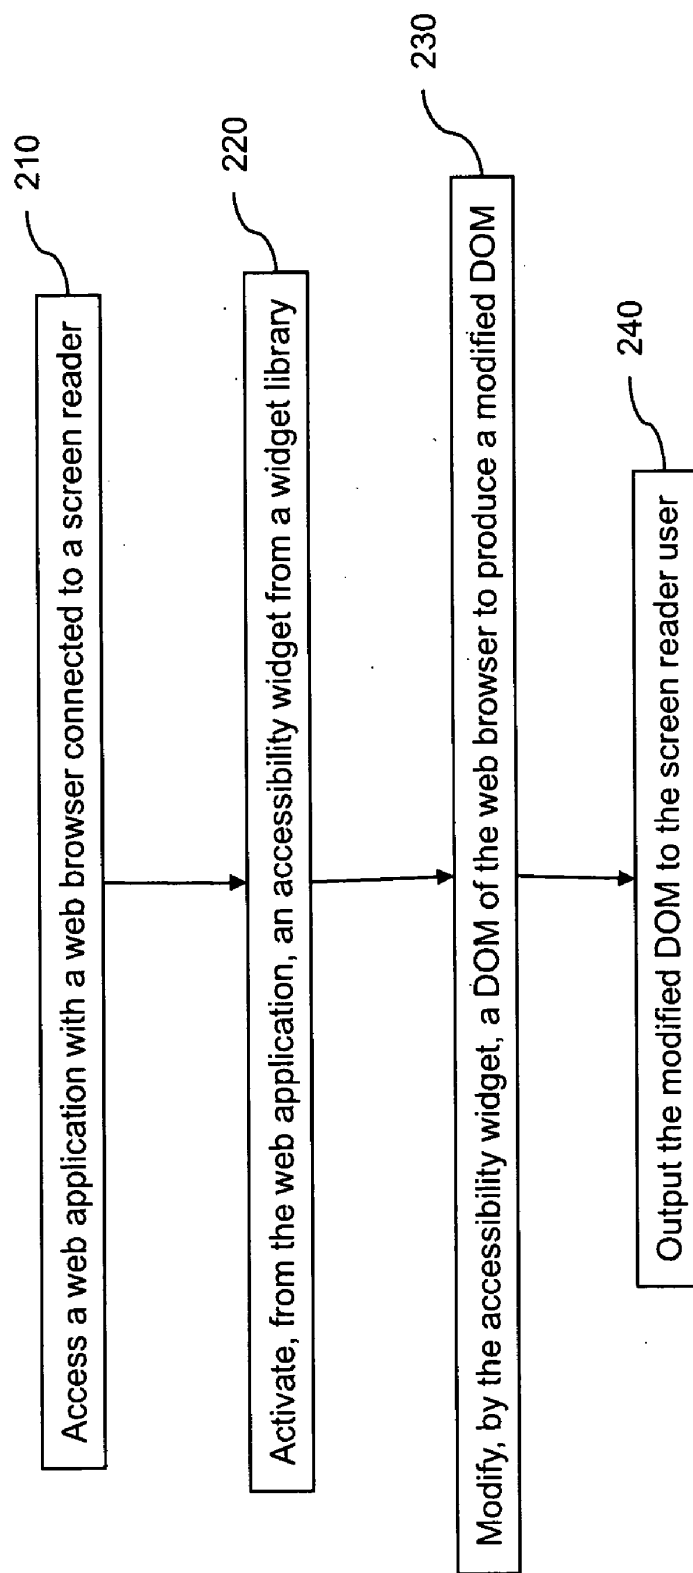 Access a web application with a web browser connected to a screen reader
210
Activate, from the web application, an accessibility widget from a widget library
220
Modify, by the accessibility widget, a DOM of the web browser to produce a modified DOM
230
Output the modified DOM to the screen reader user
240